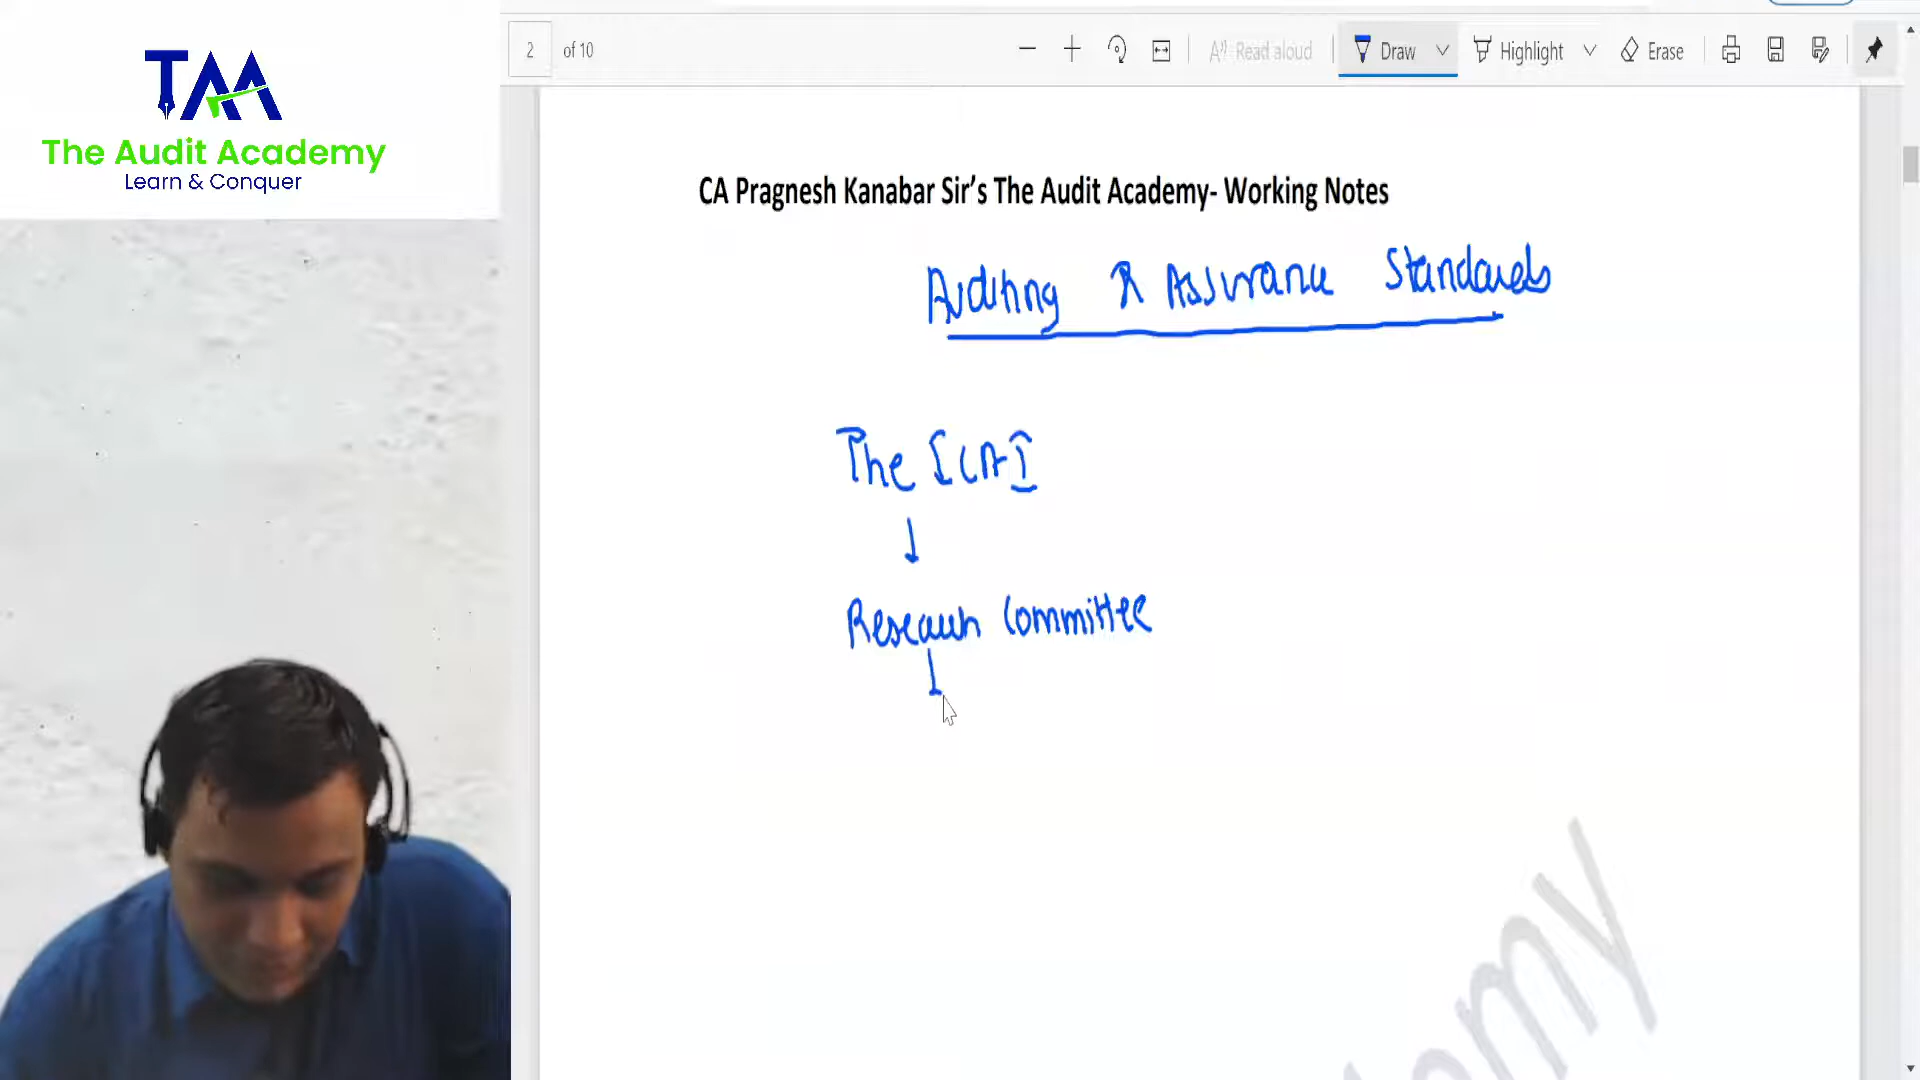 TAA
The Audit Academy
Learn & Conquer
2 of 10
Read aloud
Draw
Highlight
Erase
CA Pragnesh Kanabar Sir's The Audit Academy- Working Notes
Auditing & Assurance Standards
The ICAI
Research Committee